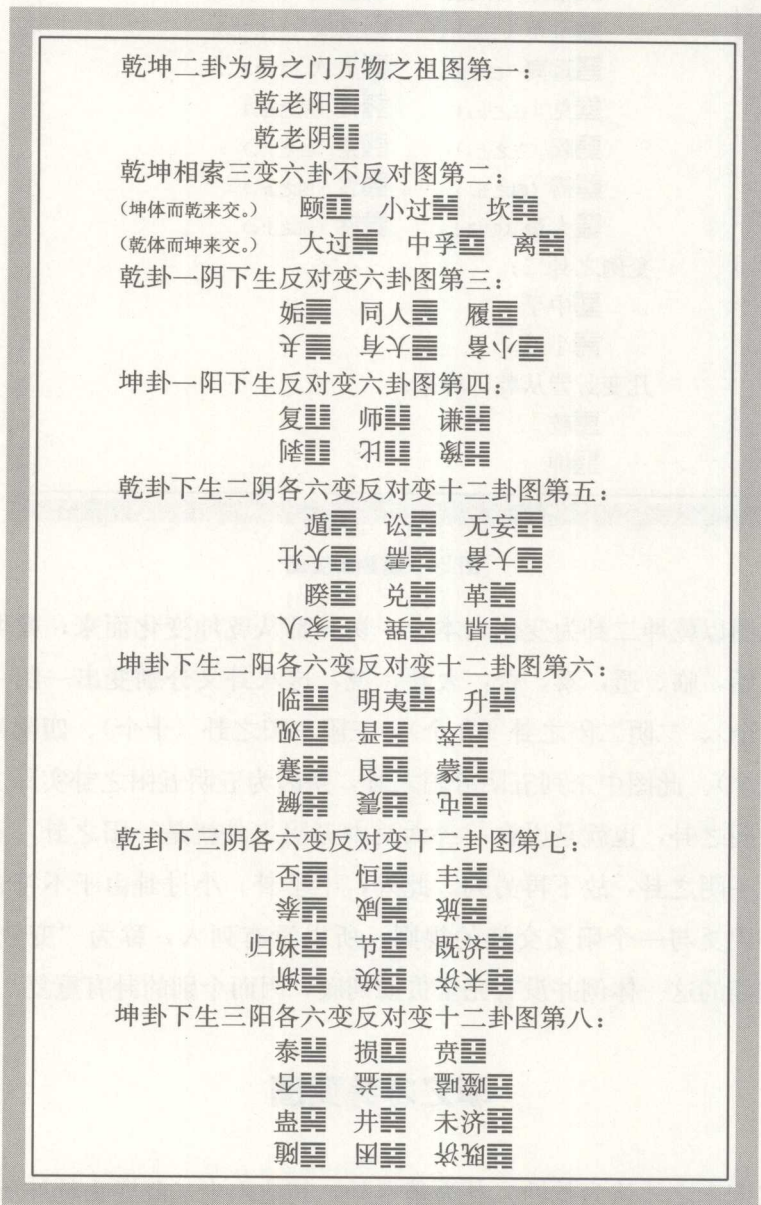 乾坤二卦为易之门万物之祖图第一：
乾老阳
乾老阴
乾坤相索三变六卦不反对图第二：
（坤体而乾来交。） 颐 小过 坎
（乾体而坤来交。） 大过 中孚 离
乾卦一阴下生反对变六卦图第三：
姤 同人 履
夬 大有 小畜
坤卦一阳下生反对变六卦图第四：
复 师 谦
剥 比 豫
乾卦下生二阴各六变反对变十二卦图第五：
遁 讼 无妄
大壮 需 大畜
睽 兑 革
家人 巽 鼎
坤卦下生二阳各六变反对变十二卦图第六：
临 明夷 升
观 晋 萃
蹇 艮 蒙
解 震 屯
乾卦下三阴各六变反对变十二卦图第七：
否 恒 丰
泰 咸 旅
归妹 节 既济
渐 涣 未济
坤卦下生三阳各六变反对变十二卦图第八：
泰 损 贲
否 益 噬嗑
蛊 井 未济
随 困 既济